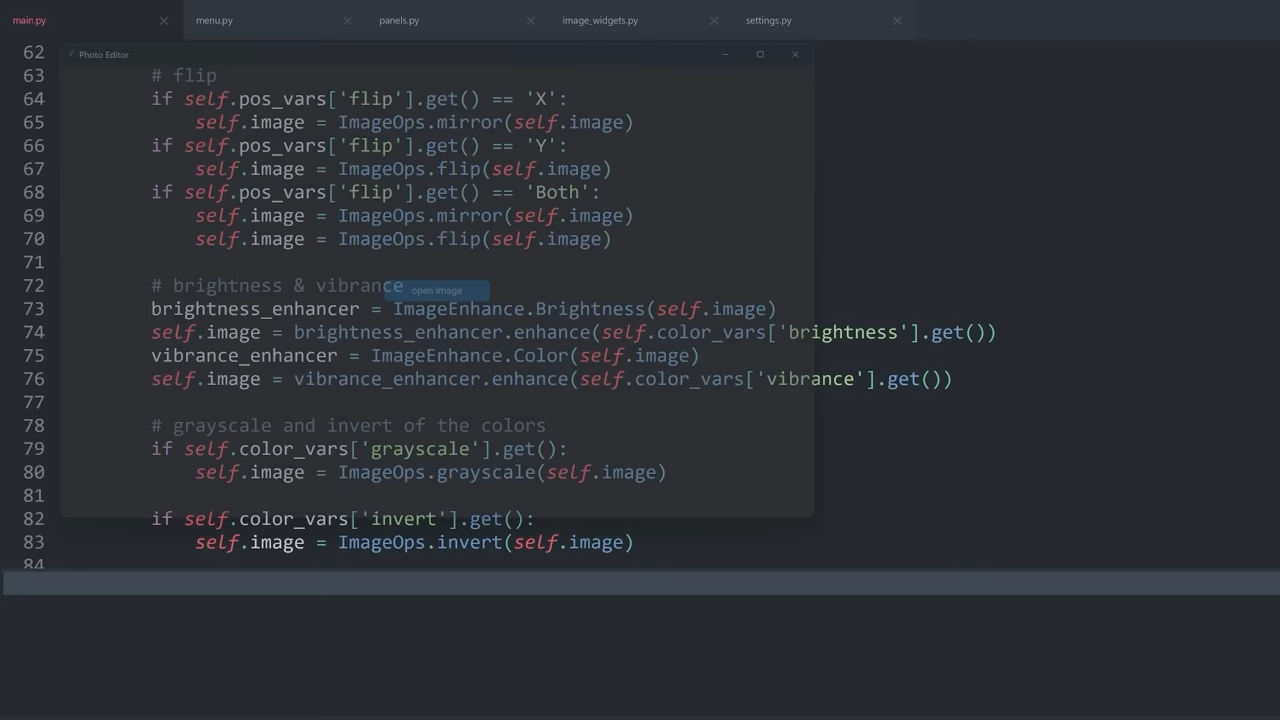 main.py
menu.py
panels.py
image_widgets.py
settings.py
Photo Editor
62
63 # flip
64 if self.pos_vars['flip'].get() == 'X':
65 self.image = ImageOps.mirror(self.image)
66 if self.pos_vars['flip'].get() == 'Y':
67 self.image = ImageOps.flip(self.image)
68 if self.pos_vars['flip'].get() == 'Both':
69 self.image = ImageOps.mirror(self.image)
70 self.image = ImageOps.flip(self.image)
71
72 # brightness & vibrance
open image
73 brightness_enhancer = ImageEnhance.Brightness(self.image)
74 self.image = brightness_enhancer.enhance(self.color_vars['brightness'].get())
75 vibrance_enhancer = ImageEnhance.Color(self.image)
76 self.image = vibrance_enhancer.enhance(self.color_vars['vibrance'].get())
77
78 # grayscale and invert of the colors
79 if self.color_vars['grayscale'].get():
80 self.image = ImageOps.grayscale(self.image)
81
82 if self.color_vars['invert'].get():
83 self.image = ImageOps.invert(self.image)
84